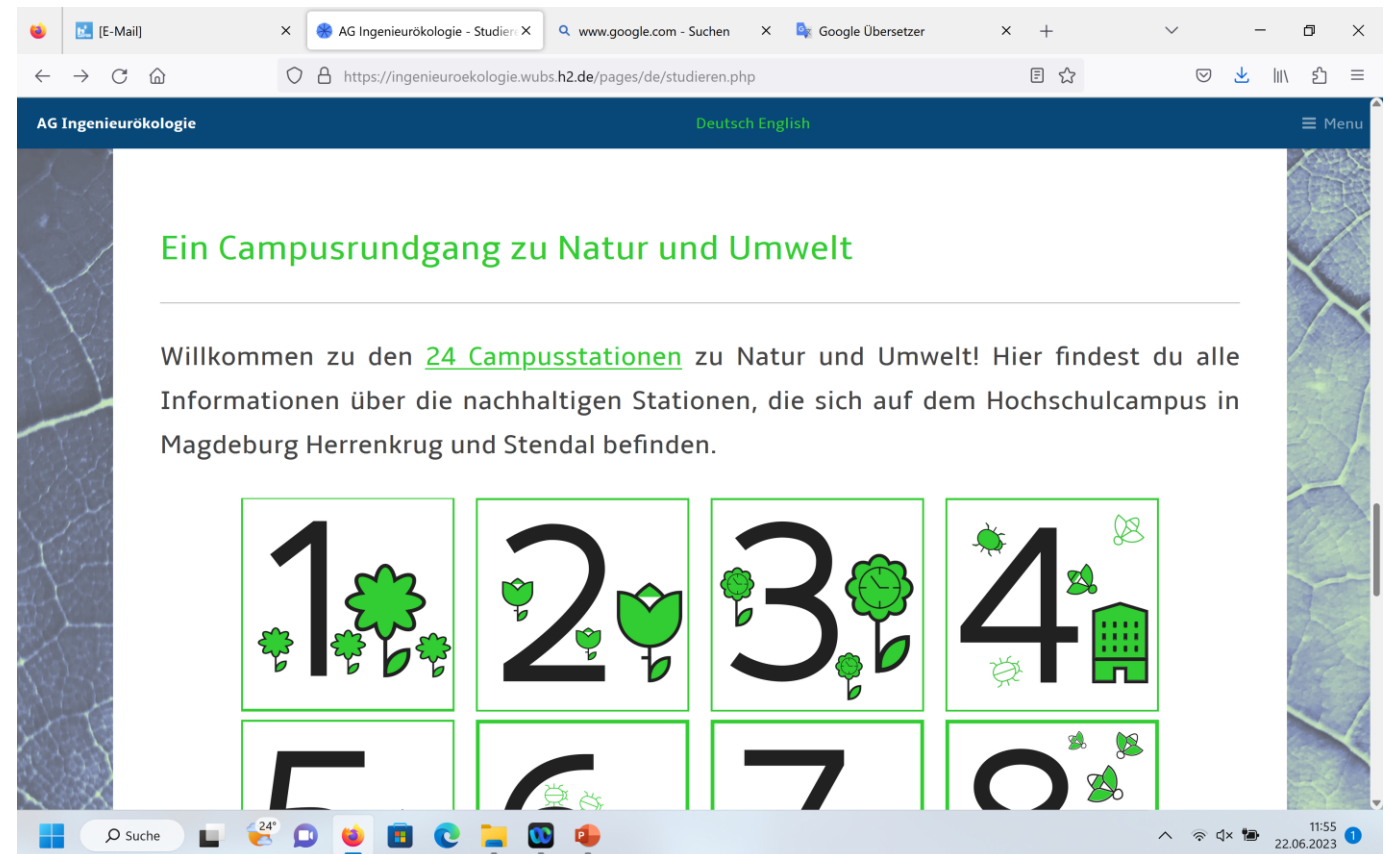 [E-Mail]
AG Ingenieurökologie - Studier
www.google.com - Suchen
Google Übersetzer
https://ingenieuroekologie.wubs.h2.de/pages/de/studieren.php
AG Ingenieurökologie
Deutsch English
Menu
Ein Campusrundgang zu Natur und Umwelt
Willkommen zu den 24 Campusstationen zu Natur und Umwelt! Hier findest du alle
Informationen über die nachhaltigen Stationen, die sich auf dem Hochschulcampus in
Magdeburg Herrenkrug und Stendal befinden.
1 2 3 4
5 6 7 8
24°
Suche
11:55
22.06.2023
1